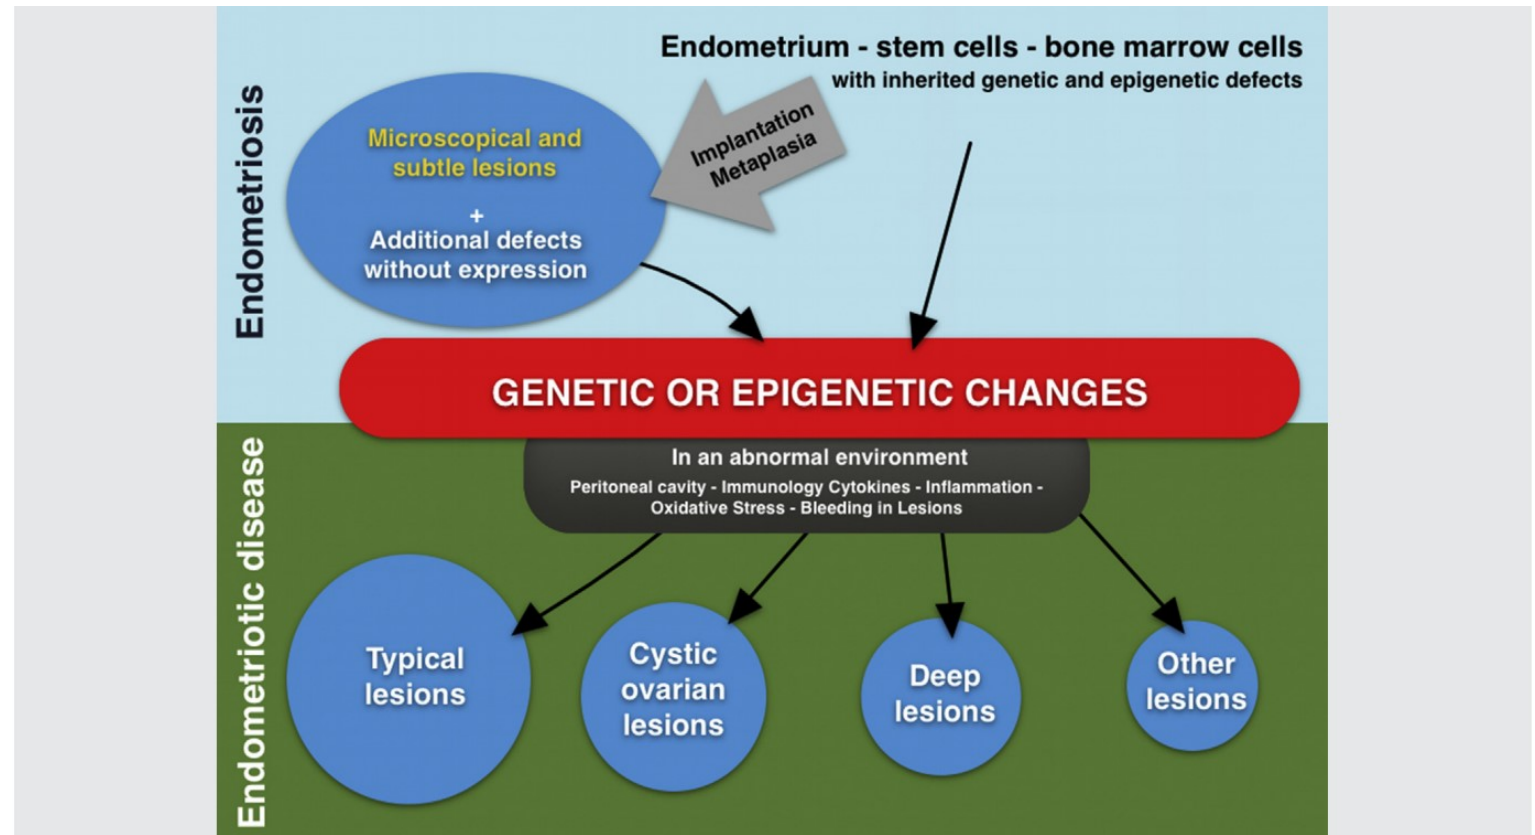 Endometrium - stem cells - bone marrow cells
with inherited genetic and epigenetic defects
Endometriosis
Microscopical and
subtle lesions
+
Additional defects
without expression
Implantation
Metaplasia
GENETIC OR EPIGENETIC CHANGES
In an abnormal environment
Peritoneal cavity - Immunology Cytokines - Inflammation -
Oxidative Stress - Bleeding in Lesions
Endometriotic disease
Typical
lesions
Cystic
ovarian
lesions
Deep
lesions
Other
lesions